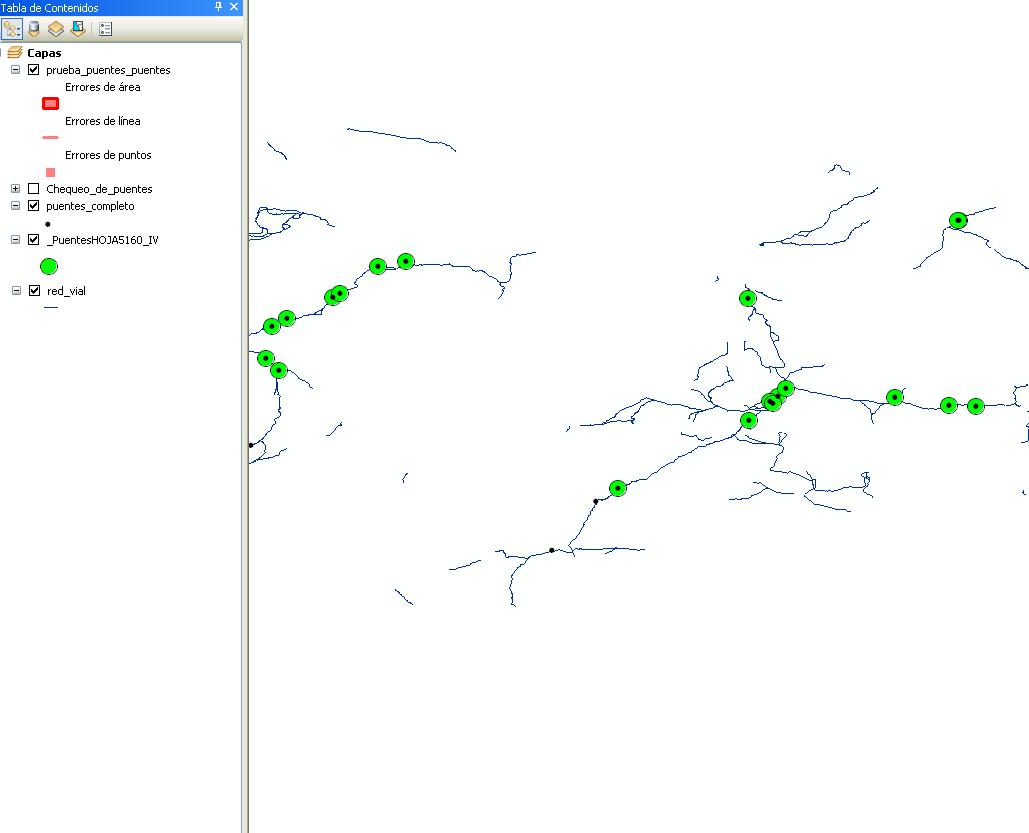 Tabla de Contenidos
Capas
prueba_puentes_puentes
Errores de área
Errores de línea
Errores de puntos
Chequeo_de_puentes
puentes_completo
_PuentesHOJA5160_IV
red_vial